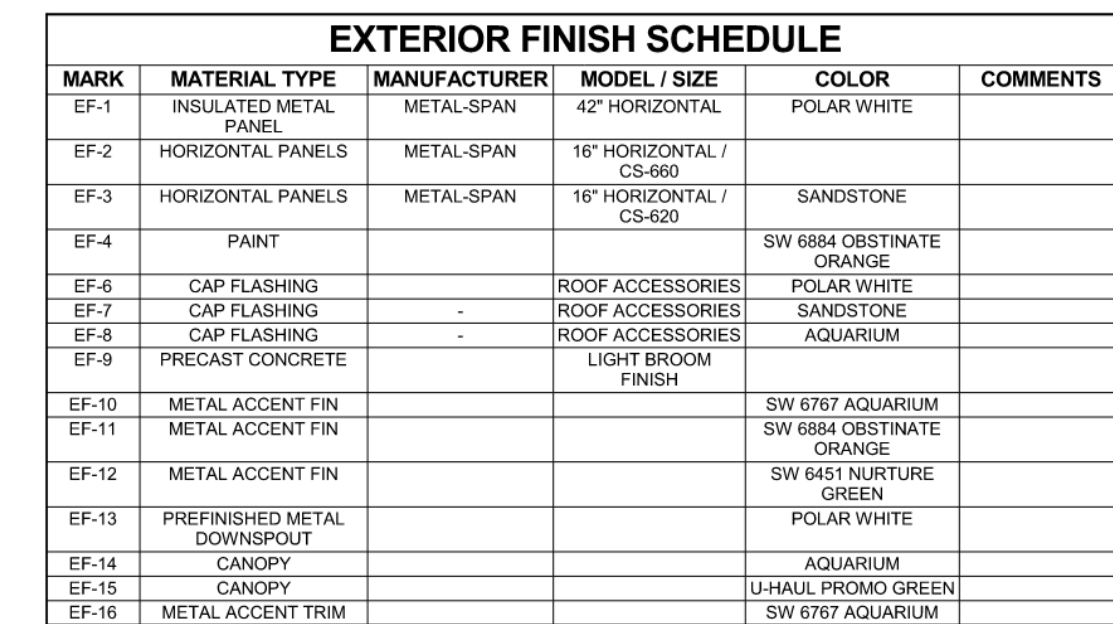 EXTERIOR FINISH SCHEDULE
MARK MATERIAL TYPE MANUFACTURER MODEL / SIZE COLOR COMMENTS
EF-1 INSULATED METAL PANEL METAL-SPAN 42" HORIZONTAL POLAR WHITE
EF-2 HORIZONTAL PANELS METAL-SPAN 16" HORIZONTAL / CS-660
EF-3 HORIZONTAL PANELS METAL-SPAN 16" HORIZONTAL / CS-620 SANDSTONE
EF-4 PAINT SW 6884 OBSTINATE ORANGE
EF-6 CAP FLASHING ROOF ACCESSORIES POLAR WHITE
EF-7 CAP FLASHING - ROOF ACCESSORIES SANDSTONE
EF-8 CAP FLASHING - ROOF ACCESSORIES AQUARIUM
EF-9 PRECAST CONCRETE LIGHT BROOM FINISH
EF-10 METAL ACCENT FIN SW 6767 AQUARIUM
EF-11 METAL ACCENT FIN SW 6884 OBSTINATE ORANGE
EF-12 METAL ACCENT FIN SW 6451 NURTURE GREEN
EF-13 PREFINISHED METAL DOWNSPOUT POLAR WHITE
EF-14 CANOPY AQUARIUM
EF-15 CANOPY U-HAUL PROMO GREEN
EF-16 METAL ACCENT TRIM SW 6767 AQUARIUM